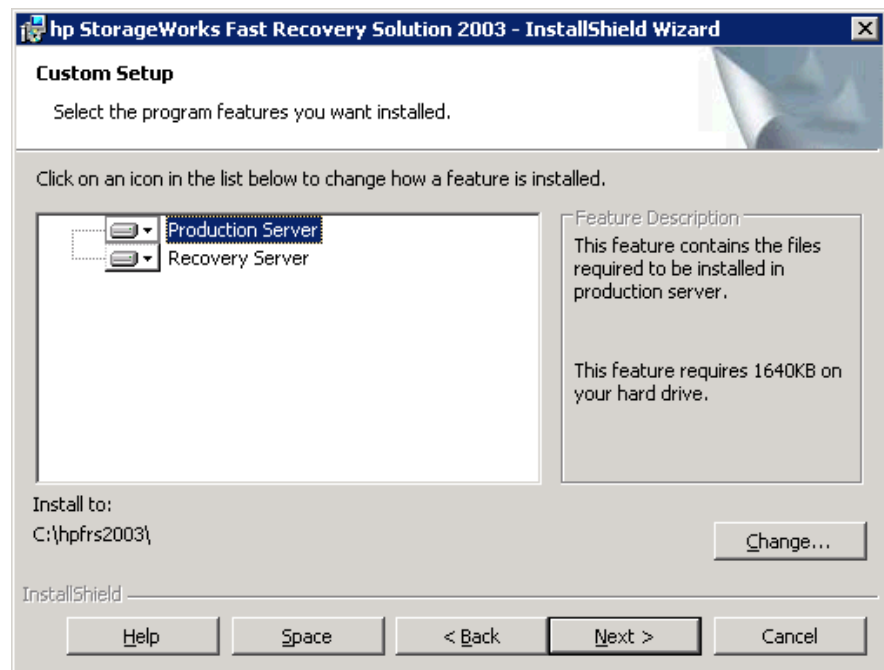 hp StorageWorks Fast Recovery Solution 2003 - InstallShield Wizard
Custom Setup
Select the program features you want installed.
Click on an icon in the list below to change how a feature is installed.
Production Server
Recovery Server
Feature Description
This feature contains the files
required to be installed in
production server.
This feature requires 1640KB on
your hard drive.
Install to:
C:\hpfrs2003\
Change...
InstallShield
Help
Space
< Back
Next >
Cancel